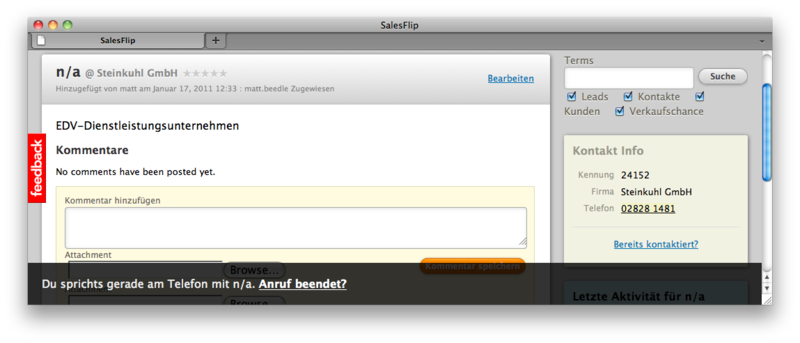 SalesFlip
SalesFlip
n/a @ Steinkuhl GmbH
Bearbeiten
Hinzugefügt von matt am Januar 17, 2011 12:33 : matt.beedle Zugewiesen
EDV-Dienstleistungsunternehmen
Kommentare
No comments have been posted yet.
Kommentar hinzufügen
Attachment
Browse...
Kommentar speichern
Browse...
feedback
Terms
Suche
Leads Kontakte
Kunden Verkaufschance
Kontakt Info
Kennung 24152
Firma Steinkuhl GmbH
Telefon 02828 1481
Bereits kontaktiert?
Letzte Aktivität für n/a
Du sprichts gerade am Telefon mit n/a. Anruf beendet?